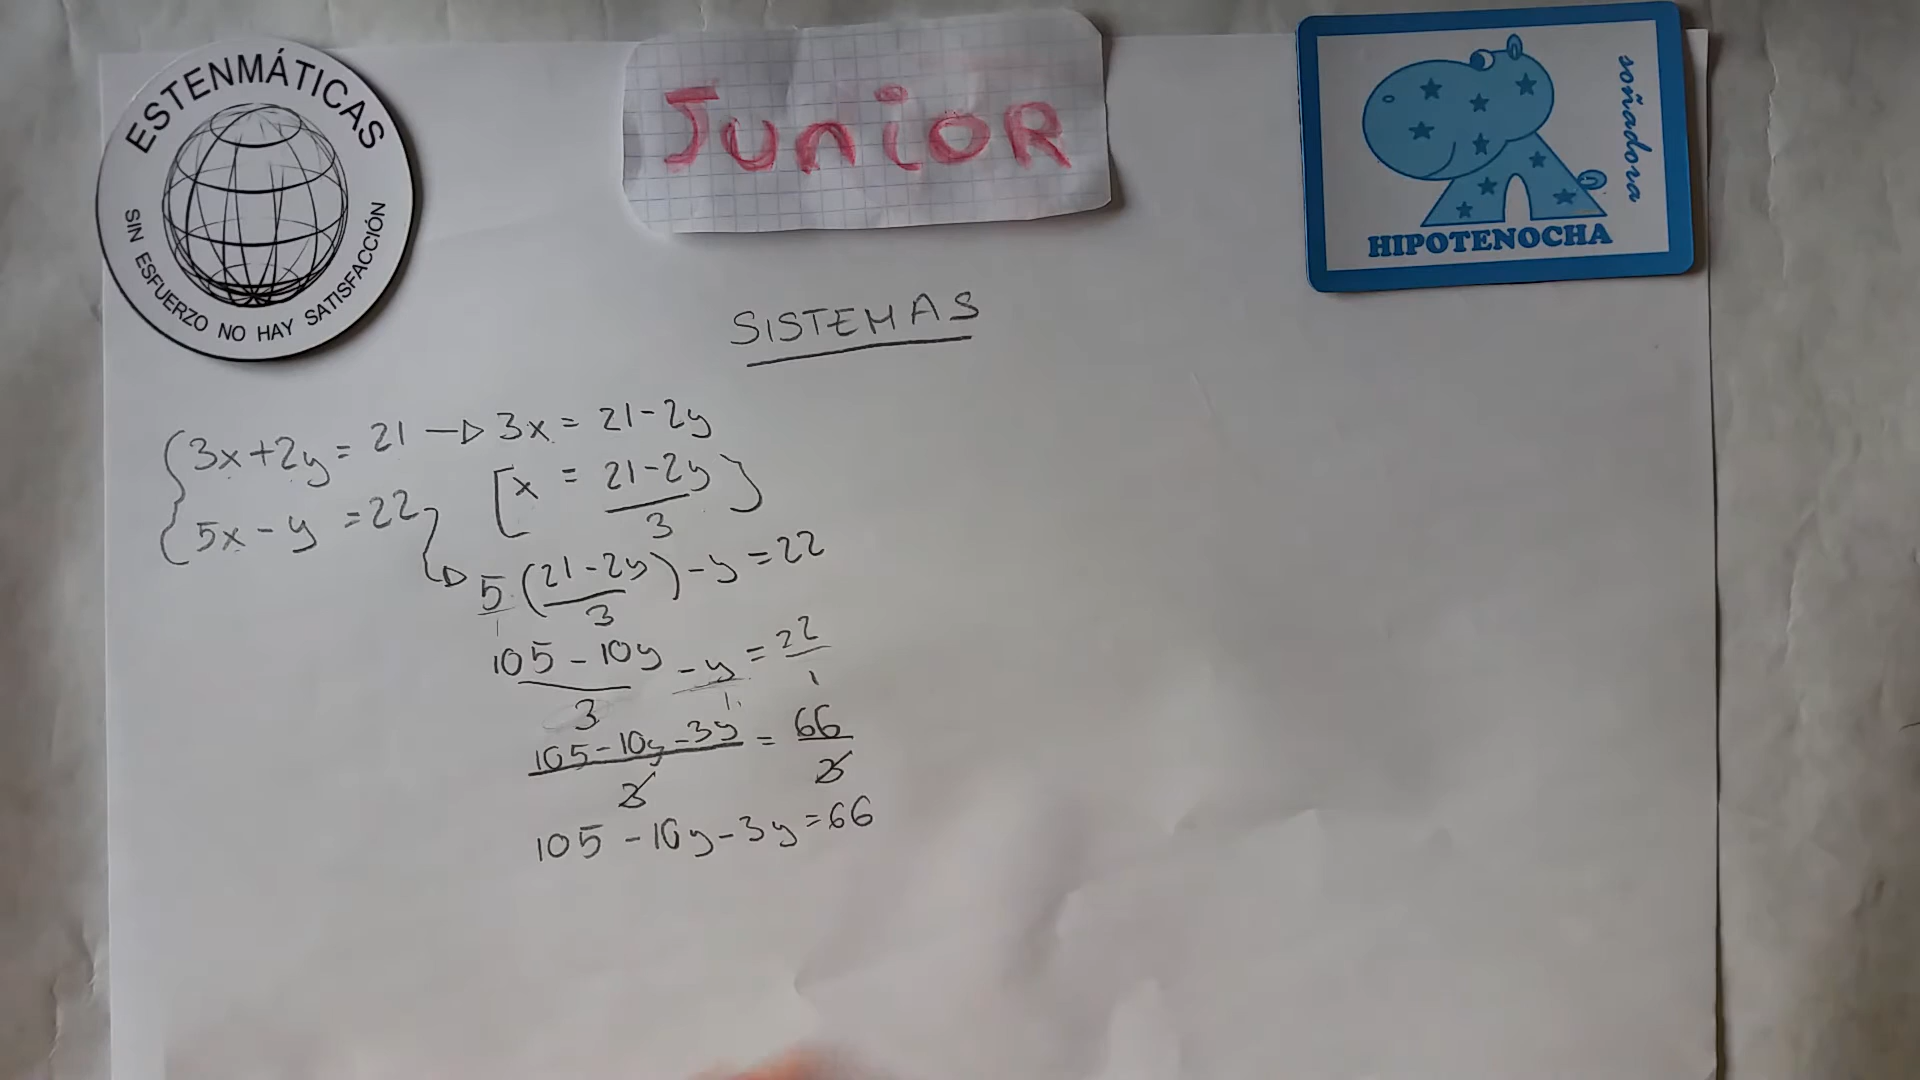 ESTENMÁTICAS
SIN ESFUERZO NO HAY SATISFACCIÓN
JUNIOR
soñadora
HIPOTENOCHA
SISTEMAS
3x+2y=21 → 3x = 21-2y
[x = 21-2y/3]
5x-y=22
5(21-2y/3)-y=22
105-10y/3 -y/1 = 22/1
105-10y-3y/3 = 66/3
105-10y-3y=66